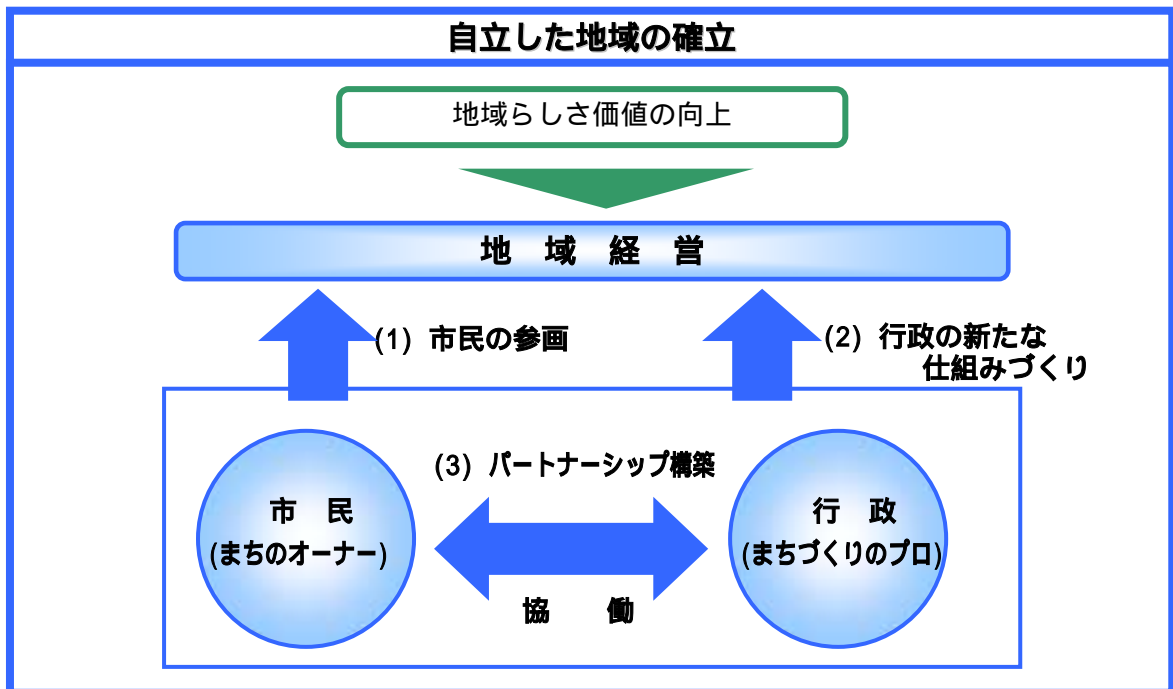 自立した地域の確立
地域らしさ価値の向上
地　域　経　営
(1) 市民の参画
(2) 行政の新たな
仕組みづくり
(3) パートナーシップ構築
市　民
(まちのオーナー)
行　政
(まちづくりのプロ)
協　　働